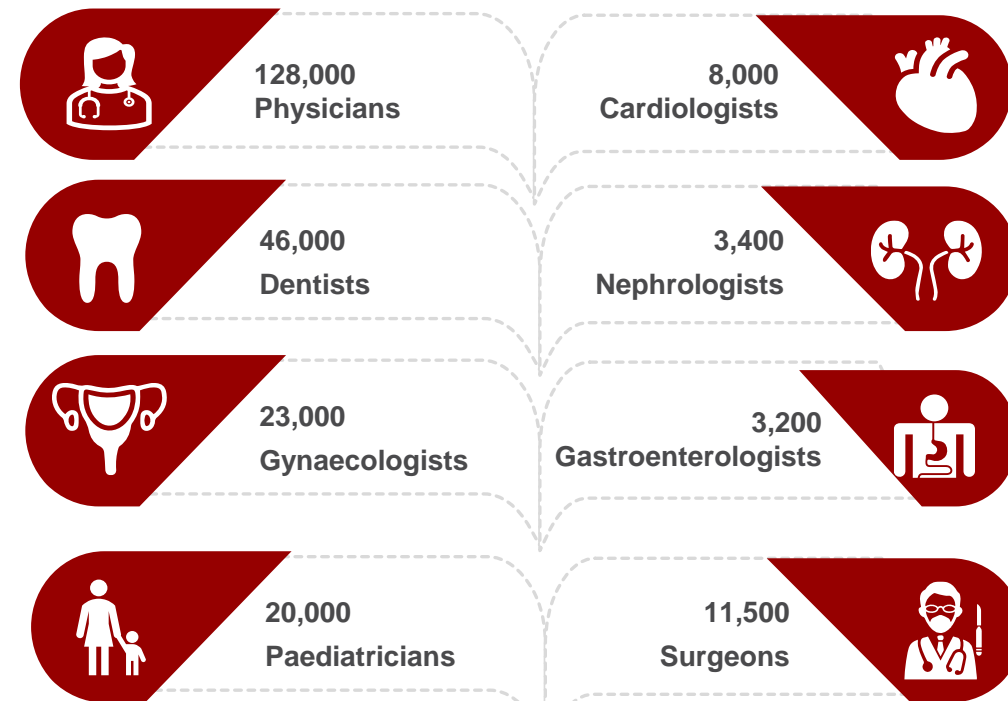 128,000
Physicians
8,000
Cardiologists
46,000
Dentists
3,400
Nephrologists
23,000
Gynaecologists
3,200
Gastroenterologists
20,000
Paediatricians
11,500
Surgeons